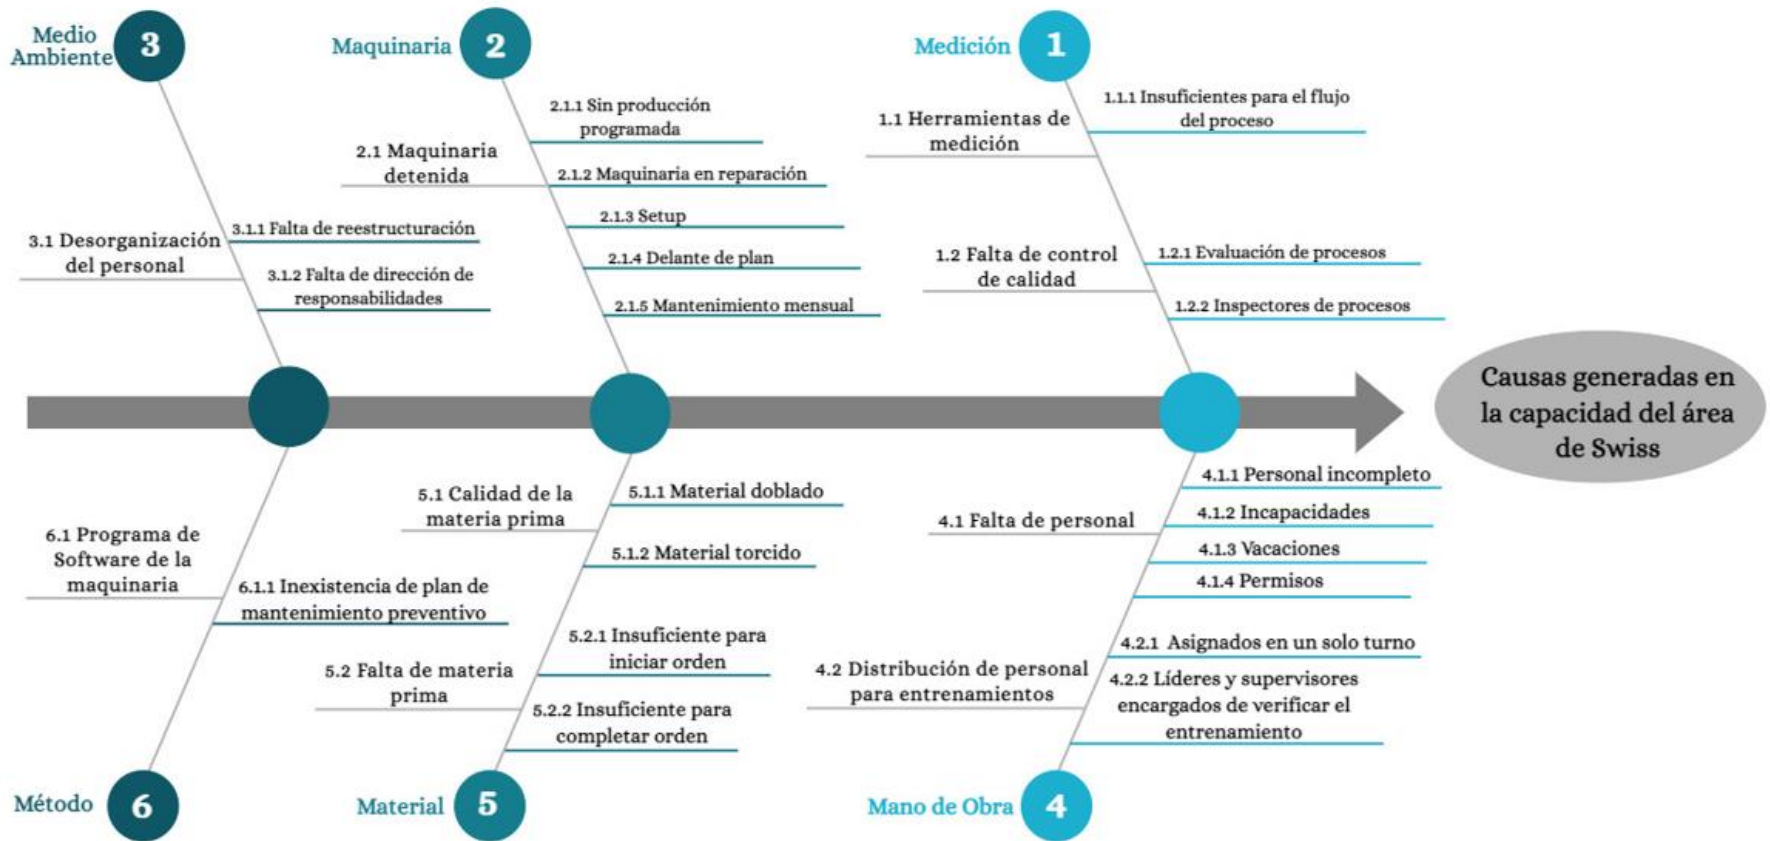 Medio
Ambiente
3
3.1 Desorganización
del personal
3.1.1 Falta de reestructuración
3.1.2 Falta de dirección de
responsabilidades
Maquinaria
2
2.1 Maquinaria
detenida
2.1.1 Sin producción
programada
2.1.2 Maquinaria en reparación
2.1.3 Setup
2.1.4 Delante de plan
2.1.5 Mantenimiento mensual
Medición
1
1.1 Herramientas de
medición
1.1.1 Insuficientes para el flujo
del proceso
1.2 Falta de control
de calidad
1.2.1 Evaluación de procesos
1.2.2 Inspectores de procesos
Causas generadas en
la capacidad del área
de Swiss
6.1 Programa de
Software de la
maquinaria
6.1.1 Inexistencia de plan de
mantenimiento preventivo
Método
6
5.1 Calidad de la
materia prima
5.1.1 Material doblado
5.1.2 Material torcido
5.2 Falta de materia
prima
5.2.1 Insuficiente para
iniciar orden
5.2.2 Insuficiente para
completar orden
Material
5
4.1 Falta de personal
4.1.1 Personal incompleto
4.1.2 Incapacidades
4.1.3 Vacaciones
4.1.4 Permisos
4.2 Distribución de personal
para entrenamientos
4.2.1 Asignados en un solo turno
4.2.2 Líderes y supervisores
encargados de verificar el
entrenamiento
Mano de Obra
4